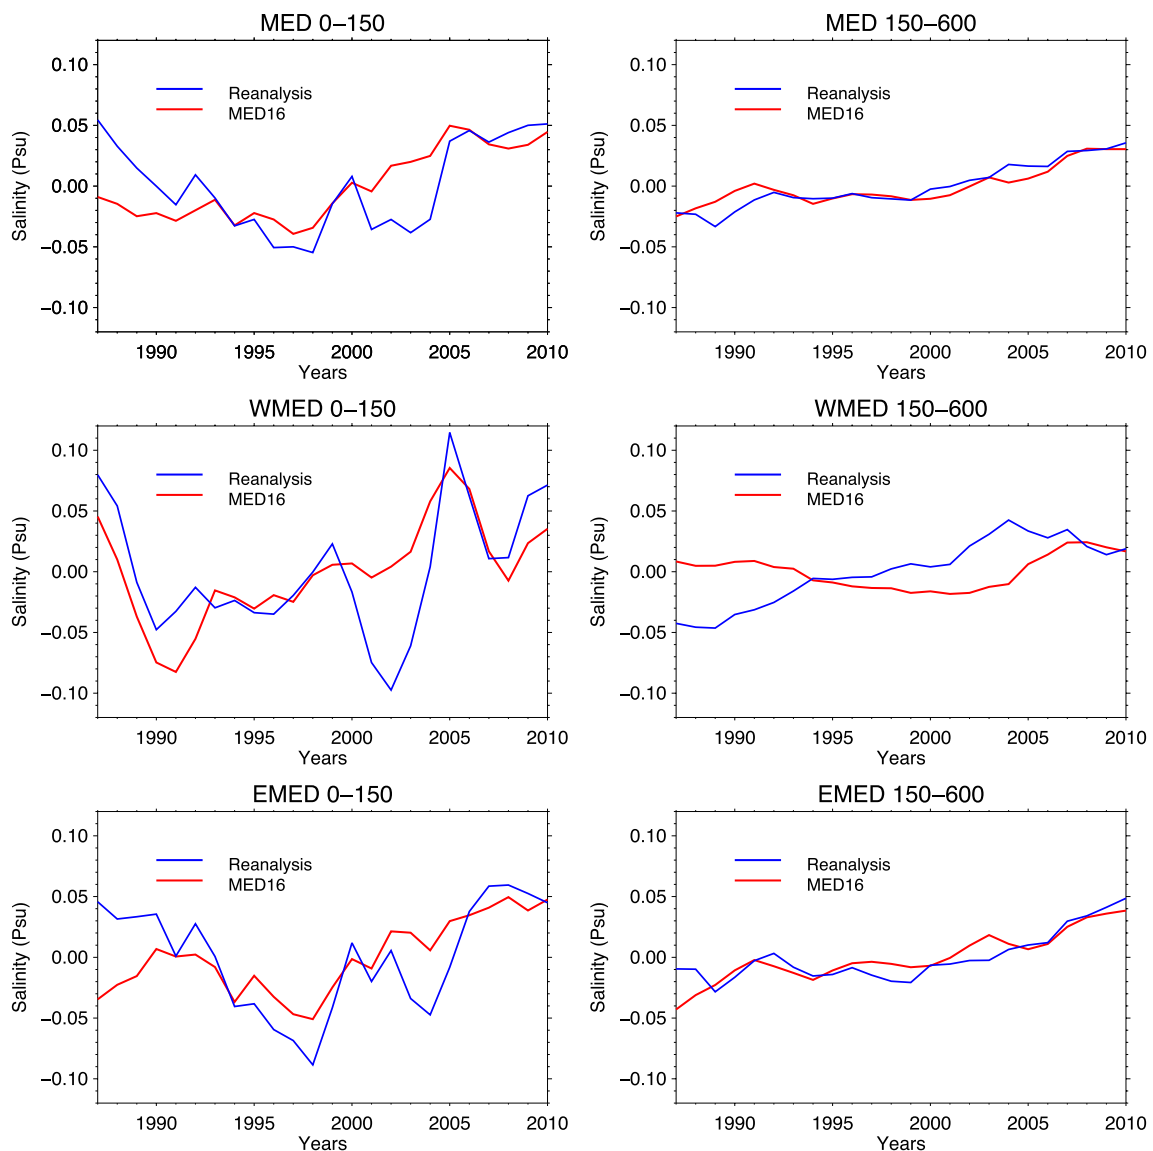 MED 0–150
0.10
0.05
0.00
−0.05
−0.10
Salinity (Psu)
Reanalysis
MED16
1990
1995
2000
2005
2010
Years
MED 150–600
0.10
0.05
0.00
−0.05
−0.10
Salinity (Psu)
Reanalysis
MED16
1990
1995
2000
2005
2010
Years
WMED 0–150
0.10
0.05
0.00
−0.05
−0.10
Salinity (Psu)
Reanalysis
MED16
1990
1995
2000
2005
2010
Years
WMED 150–600
0.10
0.05
0.00
−0.05
−0.10
Salinity (Psu)
Reanalysis
MED16
1990
1995
2000
2005
2010
Years
EMED 0–150
0.10
0.05
0.00
−0.05
−0.10
Salinity (Psu)
Reanalysis
MED16
1990
1995
2000
2005
2010
Years
EMED 150–600
0.10
0.05
0.00
−0.05
−0.10
Salinity (Psu)
Reanalysis
MED16
1990
1995
2000
2005
2010
Years